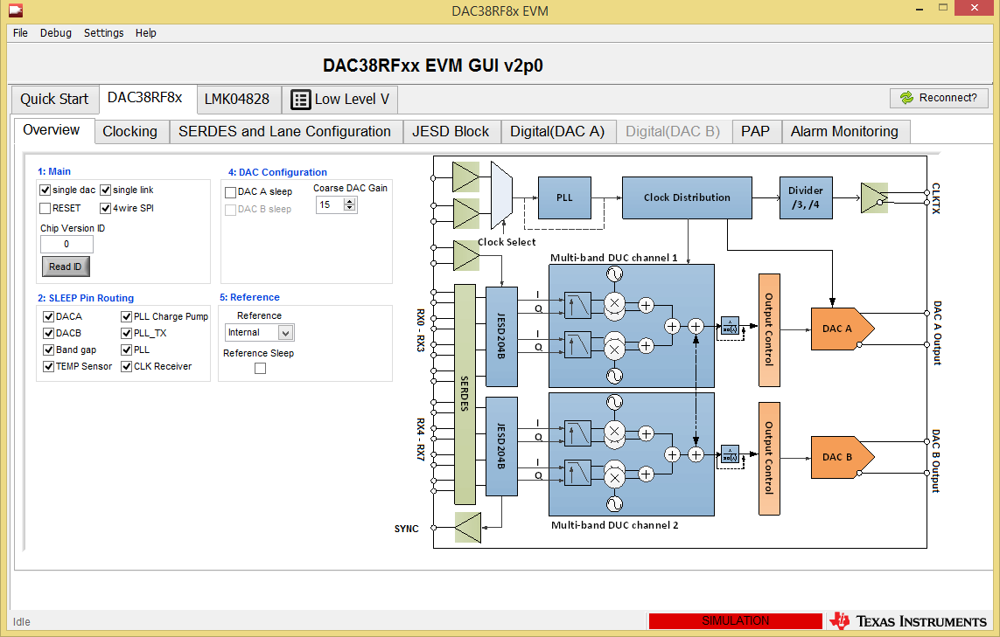 DAC38RF8x EVM
File Debug Settings Help
DAC38RFxx EVM GUI v2p0
Quick Start DAC38RF8x LMK04828 Low Level V Reconnect?
Overview Clocking SERDES and Lane Configuration JESD Block Digital(DAC A) Digital(DAC B) PAP Alarm Monitoring
1: Main
single dac single link
RESET 4wire SPI
Chip Version ID
0
Read ID
4: DAC Configuration
DAC A sleep
DAC B sleep
Coarse DAC Gain
15
2: SLEEP Pin Routing
DACA PLL Charge Pump
DACB PLL_TX
Band gap PLL
TEMP Sensor CLK Receiver
5: Reference
Reference
Internal
Reference Sleep
PLL
Clock Distribution
Divider
/3, /4
CLKTX
Clock Select
Multi-band DUC channel 1
RX0 - RX3
JESD204B
I
Q
I
Q
Output Control
DAC A
DAC A Output
SERDES
RX4 - RX7
JESD204B
I
Q
I
Q
Output Control
DAC B
DAC B Output
SYNC
Multi-band DUC channel 2
Idle
SIMULATION
TEXAS INSTRUMENTS